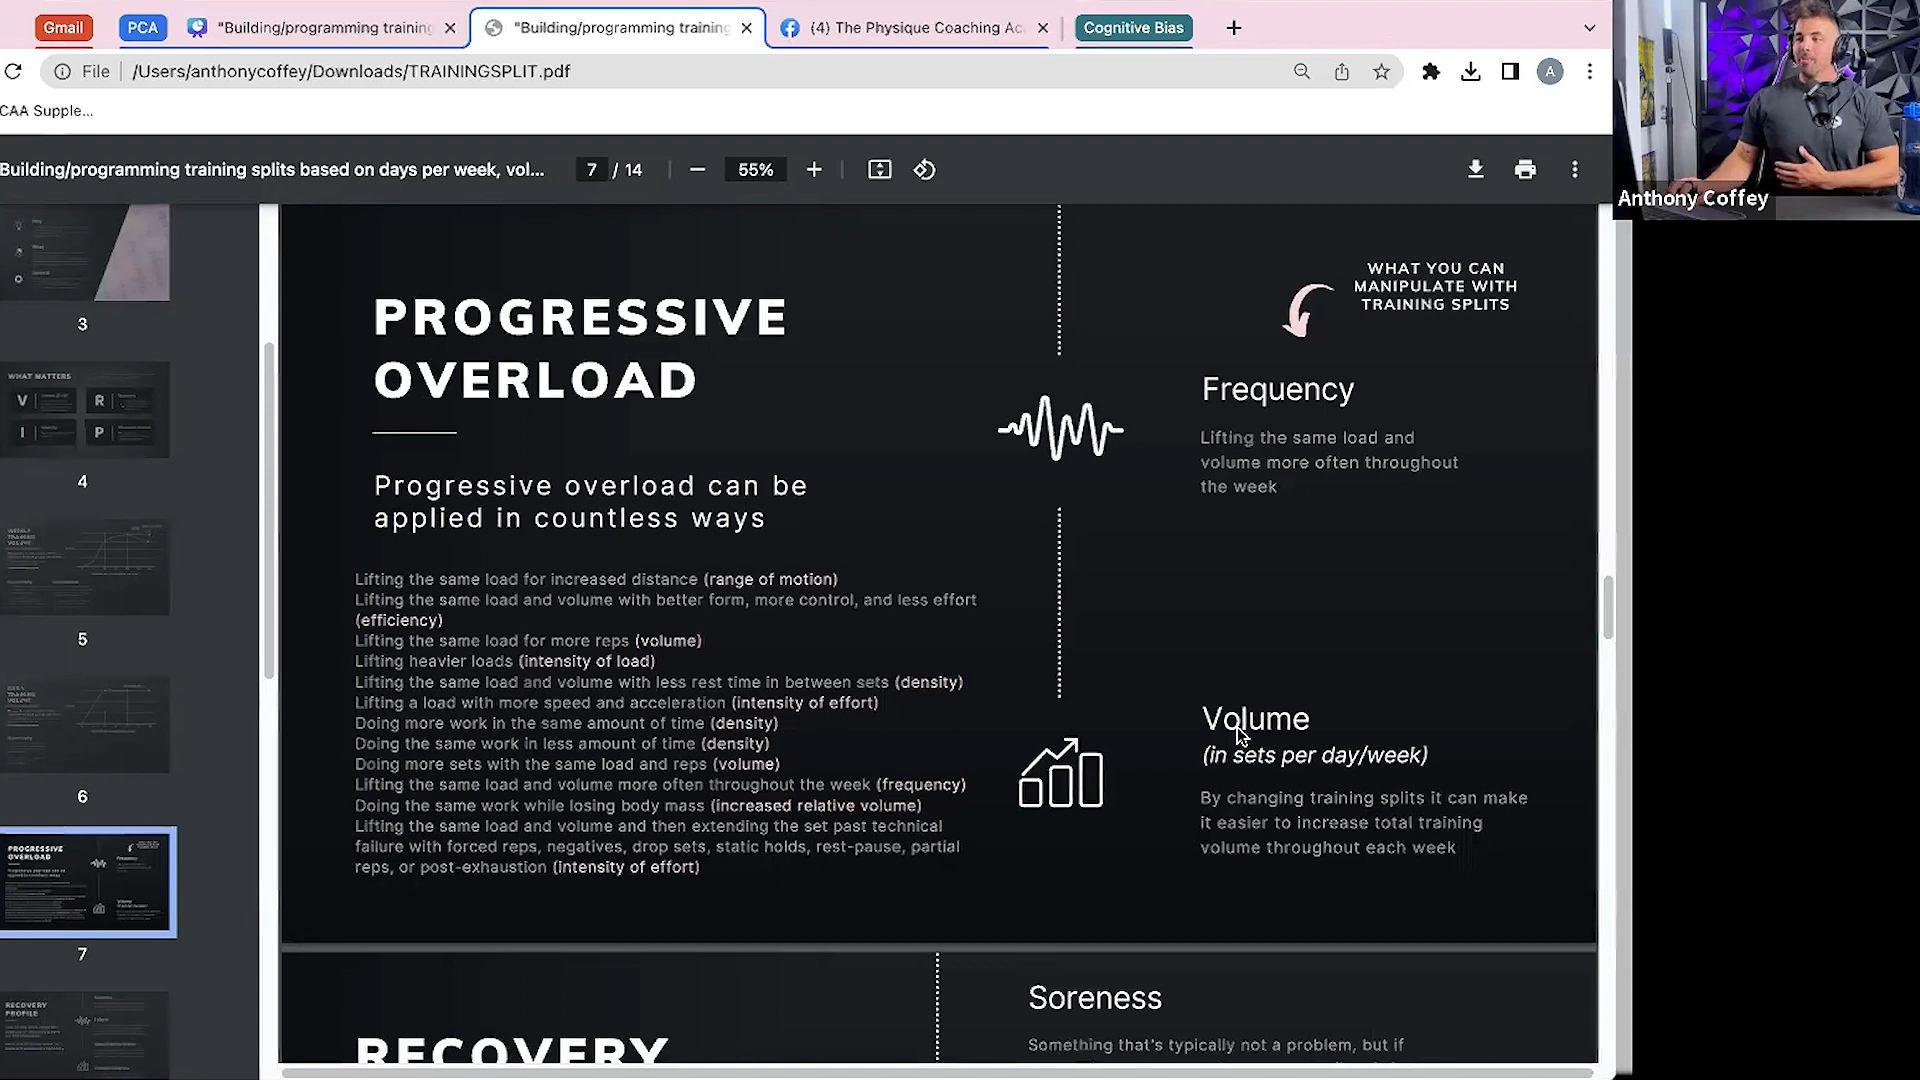 Gmail
PCA
"Building/programming training
"Building/programming training
(4) The Physique Coaching Ac
Cognitive Bias
File
/Users/anthonycoffey/Downloads/TRAININGSPLIT.pdf
A
CAA Supple...
Building/programming training splits based on days per week, vol...
7 / 14
55%
Anthony Coffey
3
WHAT MATTERS
V
R
I
P
4
WEEKLY
TRAINING
VOLUME
5
6
PROGRESSIVE
OVERLOAD
7
RECOVERY
PROFILE
PROGRESSIVE
OVERLOAD
Progressive overload can be
applied in countless ways
Lifting the same load for increased distance (range of motion)
Lifting the same load and volume with better form, more control, and less effort
(efficiency)
Lifting the same load for more reps (volume)
Lifting heavier loads (intensity of load)
Lifting the same load and volume with less rest time in between sets (density)
Lifting a load with more speed and acceleration (intensity of effort)
Doing more work in the same amount of time (density)
Doing the same work in less amount of time (density)
Doing more sets with the same load and reps (volume)
Lifting the same load and volume more often throughout the week (frequency)
Doing the same work while losing body mass (increased relative volume)
Lifting the same load and volume and then extending the set past technical
failure with forced reps, negatives, drop sets, static holds, rest-pause, partial
reps, or post-exhaustion (intensity of effort)
WHAT YOU CAN
MANIPULATE WITH
TRAINING SPLITS
Frequency
Lifting the same load and
volume more often throughout
the week
Volume
(in sets per day/week)
By changing training splits it can make
it easier to increase total training
volume throughout each week
RECOVERY
Soreness
Something that's typically not a problem, but if